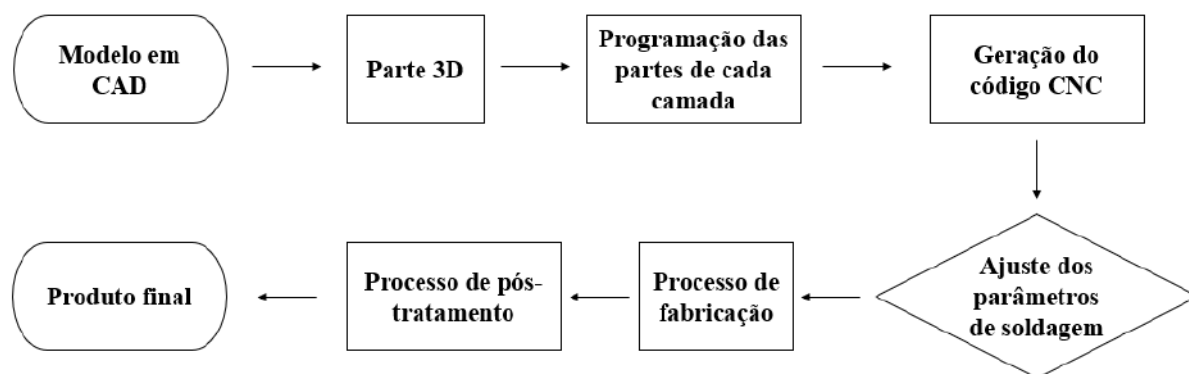 Modelo em
CAD
Parte 3D
Programação das
partes de cada
camada
Geração do
código CNC
Ajuste dos
parâmetros
de soldagem
Processo de
fabricação
Processo de pós-
tratamento
Produto final